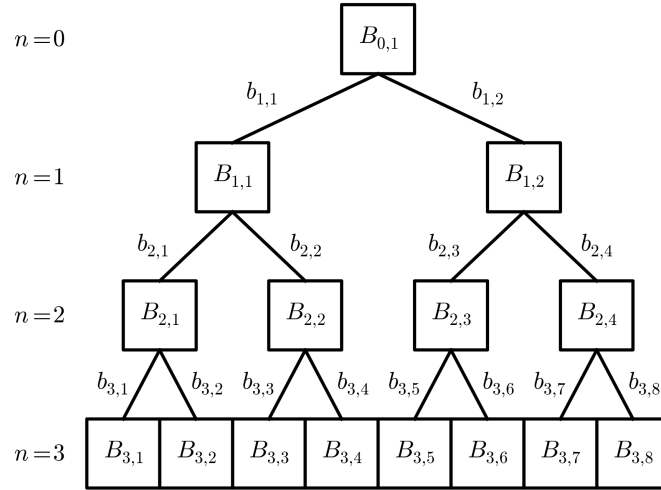 n=0 B_{0,1}
b_{1,1} b_{1,2}
n=1 B_{1,1} B_{1,2}
b_{2,1} b_{2,2} b_{2,3} b_{2,4}
n=2 B_{2,1} B_{2,2} B_{2,3} B_{2,4}
b_{3,1} b_{3,2} b_{3,3} b_{3,4} b_{3,5} b_{3,6} b_{3,7} b_{3,8}
n=3 B_{3,1} B_{3,2} B_{3,3} B_{3,4} B_{3,5} B_{3,6} B_{3,7} B_{3,8}